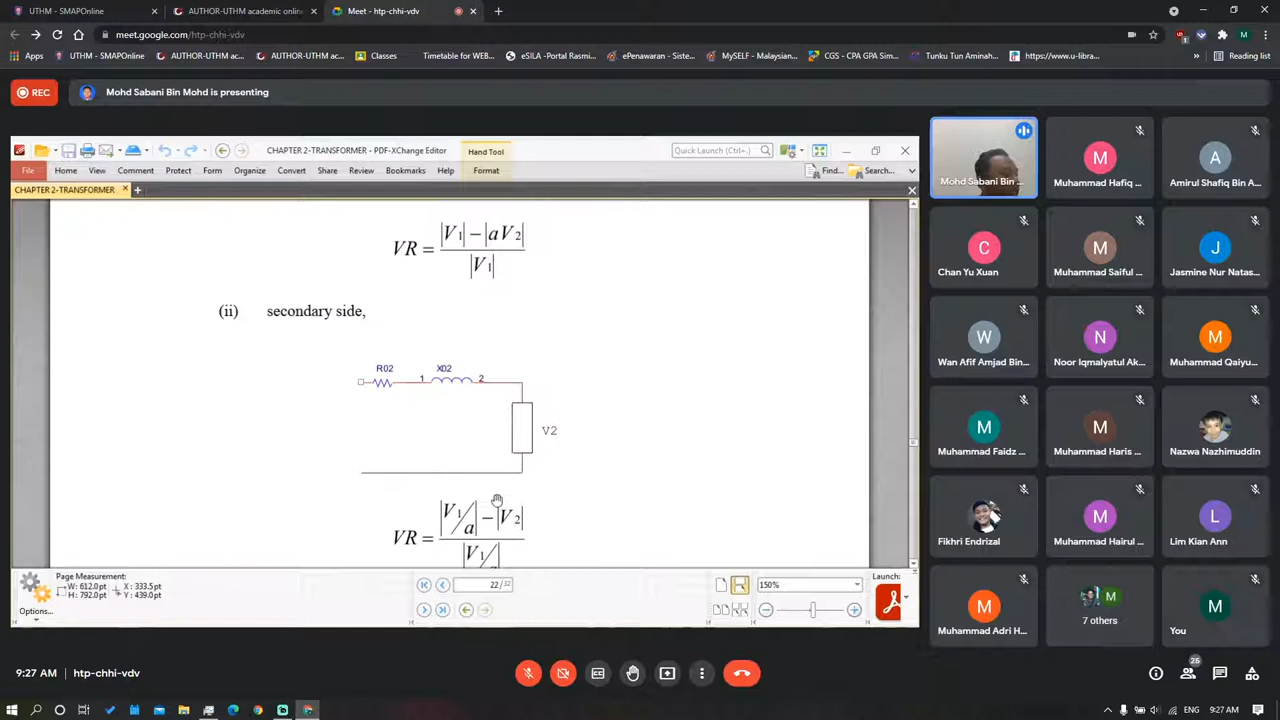 UTHM - SMAPOnline
AUTHOR-UTHM academic onlin
Meet - htp-chhi-vdv
meet.google.com/htp-chhi-vdv
Apps
UTHM - SMAPOnline
AUTHOR-UTHM ac...
AUTHOR-UTHM ac...
Classes
Timetable for WEB...
eSILA -Portal Rasmi...
ePenawaran - Siste...
MySELF - Malaysian...
CGS - CPA GPA Sim...
Tunku Tun Aminah...
https://www.u-libra...
Reading list
REC
Mohd Sabani Bin Mohd is presenting
CHAPTER 2-TRANSFORMER - PDF-XChange Editor
Hand Tool
Quick Launch (Ctrl+.)
File
Home
View
Comment
Protect
Form
Organize
Convert
Share
Review
Bookmarks
Help
Format
Find...
Search...
CHAPTER 2-TRANSFORMER
VR = |V1| − |aV2| / |V1|
(ii) secondary side,
R02
X02
1
2
V2
VR = |V1/a| − |V2|
|V1/
Page Measurement:
W: 612.0pt
H: 792.0pt
X: 333.5pt
Y: 439.0pt
Options...
22 / 32
150%
Launch:
Mohd Sabani Bin ...
M
Muhammad Hafiq ...
A
Amirul Shafiq Bin A...
C
Chan Yu Xuan
M
Muhammad Saiful ...
J
Jasmine Nur Natas...
W
Wan Afif Amjad Bin...
N
Noor Iqmalyatul Ak...
M
Muhammad Qaiyu...
M
Muhammad Faidz ...
M
Muhammad Haris ...
Nazwa Nazhimuddin
Fikhri Endrizal
M
Muhammad Hairul ...
L
Lim Kian Ann
M
Muhammad Adri H...
M
7 others
M
You
9:27 AM
htp-chhi-vdv
25
ENG
9:27 AM